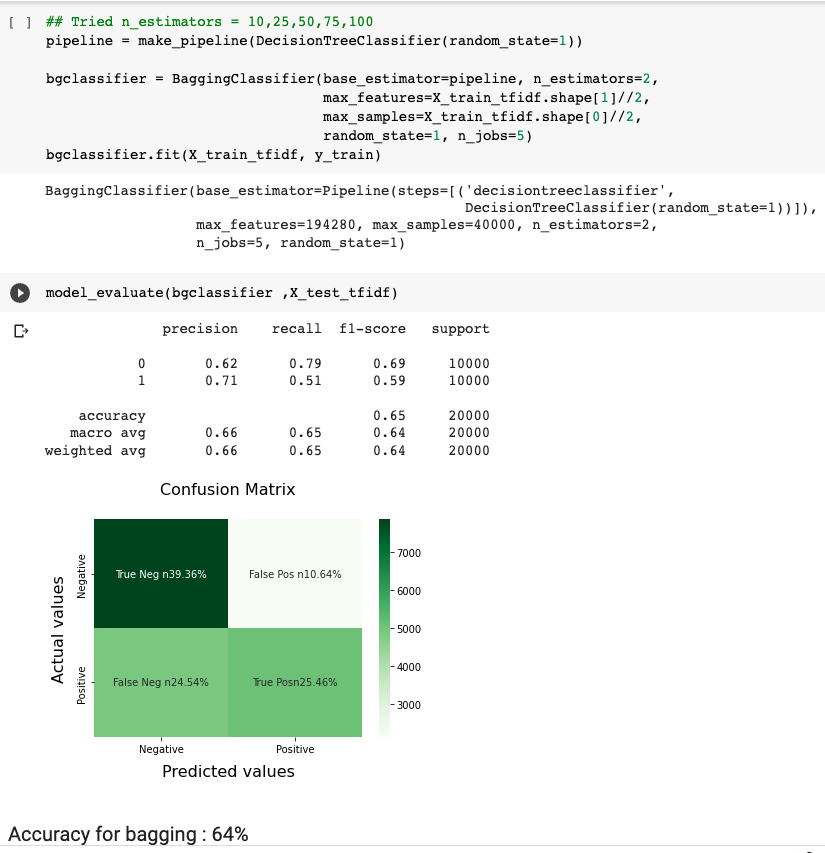 [ ] ## Tried n_estimators = 10,25,50,75,100
pipeline = make_pipeline(DecisionTreeClassifier(random_state=1))
bgclassifier = BaggingClassifier(base_estimator=pipeline, n_estimators=2,
max_features=X_train_tfidf.shape[1]//2,
max_samples=X_train_tfidf.shape[0]//2,
random_state=1, n_jobs=5)
bgclassifier.fit(X_train_tfidf, y_train)
BaggingClassifier(base_estimator=Pipeline(steps=[('decisiontreeclassifier',
DecisionTreeClassifier(random_state=1))]),
max_features=194280, max_samples=40000, n_estimators=2,
n_jobs=5, random_state=1)
model_evaluate(bgclassifier ,X_test_tfidf)
precision recall f1-score support
0 0.62 0.79 0.69 10000
1 0.71 0.51 0.59 10000
accuracy 0.65 20000
macro avg 0.66 0.65 0.64 20000
weighted avg 0.66 0.65 0.64 20000
Confusion Matrix
Actual values
Negative
Positive
True Neg n39.36% False Pos n10.64%
False Neg n24.54% True Posn25.46%
7000
6000
5000
4000
3000
Negative Positive
Predicted values
Accuracy for bagging : 64%